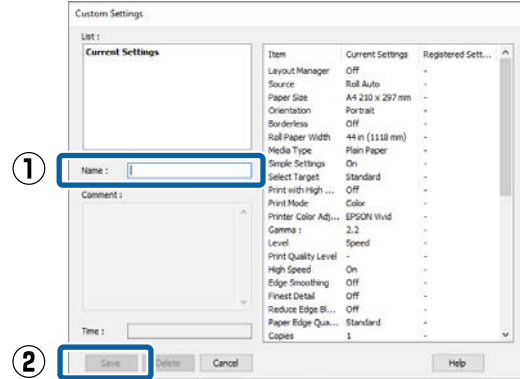 Custom Settings
List :
Current Settings
① Name :
Comment :
Time :
② Save Delete Cancel Help
Item Current Settings Registered Sett...
Layout Manager Off -
Source Roll Auto -
Paper Size A4 210 x 297 mm -
Orientation Portrait -
Borderless Off -
Roll Paper Width 44 in (1118 mm) -
Media Type Plain Paper -
Simple Settings On -
Select Target Standard -
Print with High ... Off -
Print Mode Color -
Printer Color Adj... EPSON Vivid -
Gamma : 2.2 -
Level Speed -
Print Quality Level - -
High Speed On -
Edge Smoothing Off -
Finest Detail Off -
Reduce Edge Bl... Off -
Paper Edge Qua... Standard -
Copies 1 -